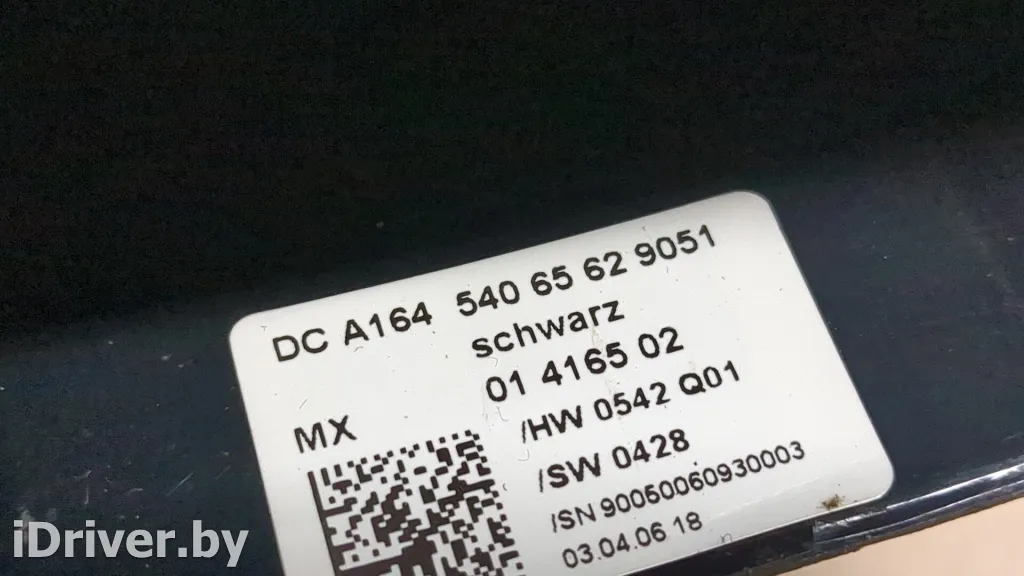 DC A164 540 65 62 9051
schwarz
01 4165 02
MX
/HW 0542 Q01
/SW 0428
/SN 90050060930003
03.04.06 18
iDriver.by